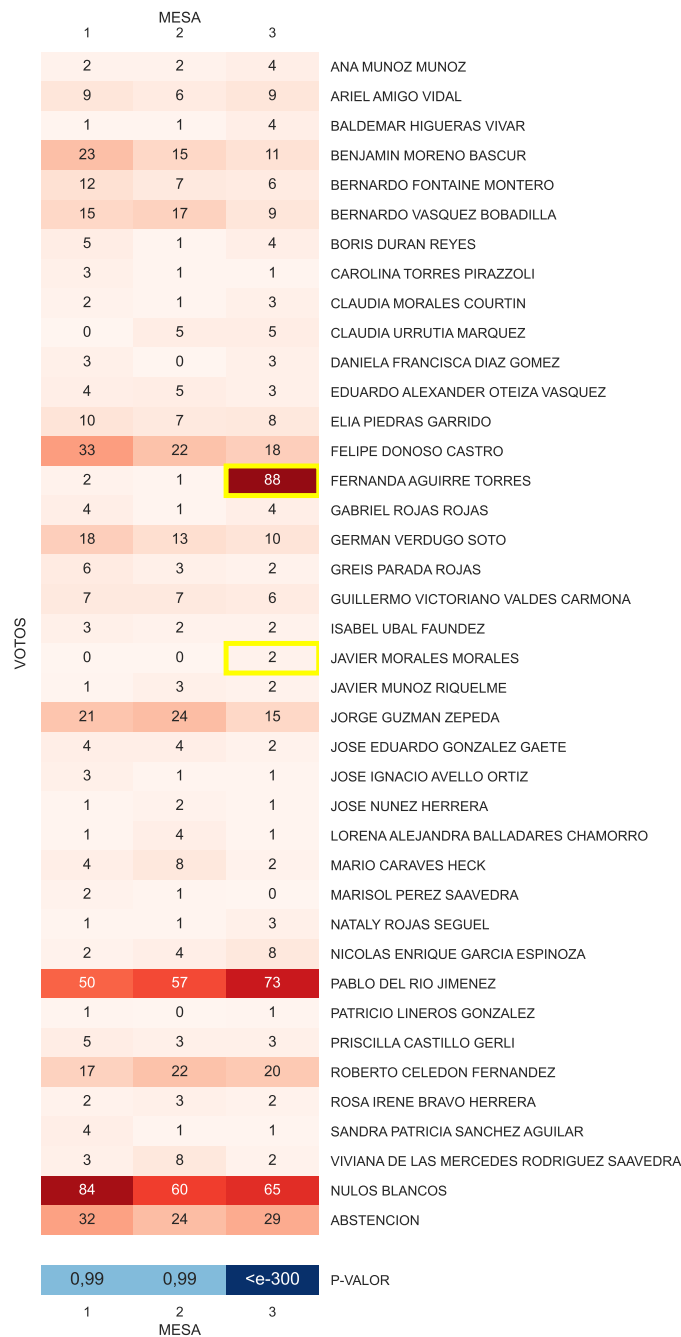 MESA
1 2 3
2 2 4 ANA MUNOZ MUNOZ
9 6 9 ARIEL AMIGO VIDAL
1 1 4 BALDEMAR HIGUERAS VIVAR
23 15 11 BENJAMIN MORENO BASCUR
12 7 6 BERNARDO FONTAINE MONTERO
15 17 9 BERNARDO VASQUEZ BOBADILLA
5 1 4 BORIS DURAN REYES
3 1 1 CAROLINA TORRES PIRAZZOLI
2 1 3 CLAUDIA MORALES COURTIN
0 5 5 CLAUDIA URRUTIA MARQUEZ
3 0 3 DANIELA FRANCISCA DIAZ GOMEZ
4 5 3 EDUARDO ALEXANDER OTEIZA VASQUEZ
10 7 8 ELIA PIEDRAS GARRIDO
33 22 18 FELIPE DONOSO CASTRO
2 1 88 FERNANDA AGUIRRE TORRES
4 1 4 GABRIEL ROJAS ROJAS
18 13 10 GERMAN VERDUGO SOTO
6 3 2 GREIS PARADA ROJAS
7 7 6 GUILLERMO VICTORIANO VALDES CARMONA
3 2 2 ISABEL UBAL FAUNDEZ
VOTOS
0 0 2 JAVIER MORALES MORALES
1 3 2 JAVIER MUNOZ RIQUELME
21 24 15 JORGE GUZMAN ZEPEDA
4 4 2 JOSE EDUARDO GONZALEZ GAETE
3 1 1 JOSE IGNACIO AVELLO ORTIZ
1 2 1 JOSE NUNEZ HERRERA
1 4 1 LORENA ALEJANDRA BALLADARES CHAMORRO
4 8 2 MARIO CARAVES HECK
2 1 0 MARISOL PEREZ SAAVEDRA
1 1 3 NATALY ROJAS SEGUEL
2 4 8 NICOLAS ENRIQUE GARCIA ESPINOZA
50 57 73 PABLO DEL RIO JIMENEZ
1 0 1 PATRICIO LINEROS GONZALEZ
5 3 3 PRISCILLA CASTILLO GERLI
17 22 20 ROBERTO CELEDON FERNANDEZ
2 3 2 ROSA IRENE BRAVO HERRERA
4 1 1 SANDRA PATRICIA SANCHEZ AGUILAR
3 8 2 VIVIANA DE LAS MERCEDES RODRIGUEZ SAAVEDRA
84 60 65 NULOS BLANCOS
32 24 29 ABSTENCION
0,99 0,99 <e-300 P-VALOR
1 2 3
MESA